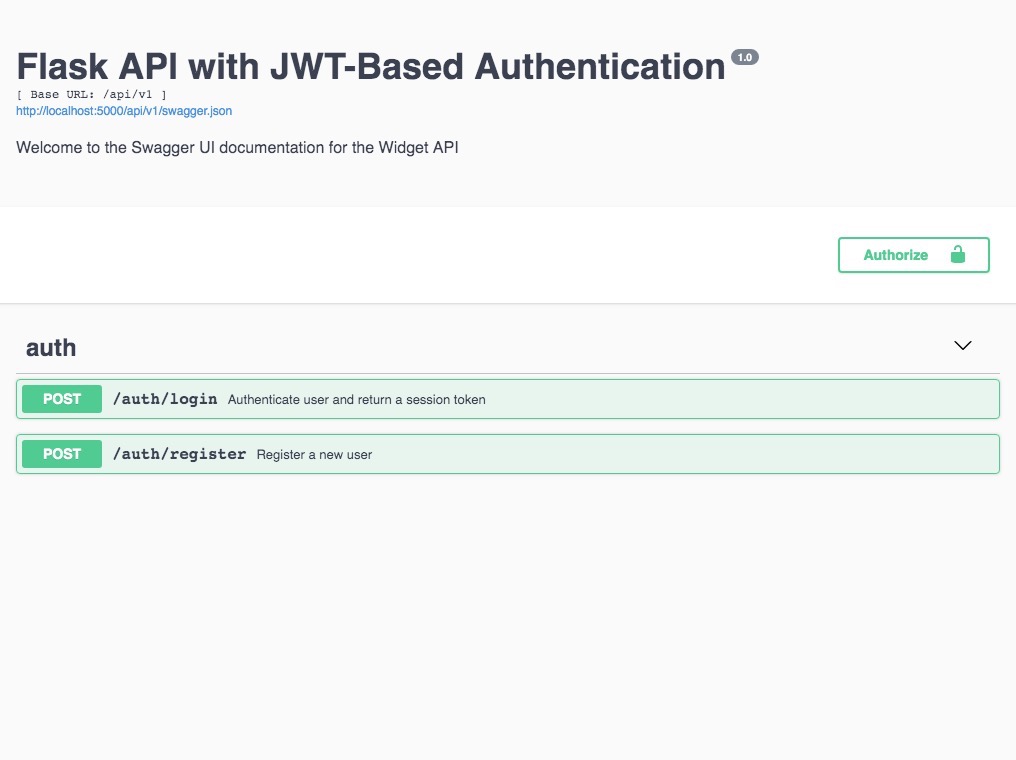 Flask API with JWT-Based Authentication 1.0
[ Base URL: /api/v1 ]
http://localhost:5000/api/v1/swagger.json
Welcome to the Swagger UI documentation for the Widget API
Authorize
auth
POST /auth/login Authenticate user and return a session token
POST /auth/register Register a new user